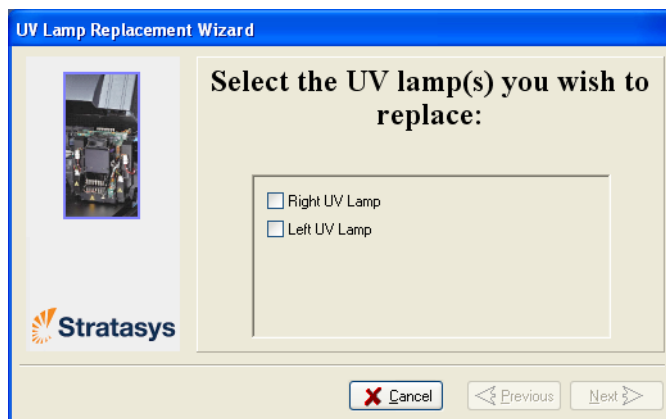 UV Lamp Replacement Wizard
Select the UV lamp(s) you wish to
replace:
Right UV Lamp
Left UV Lamp
Stratasys
Cancel
Previous
Next